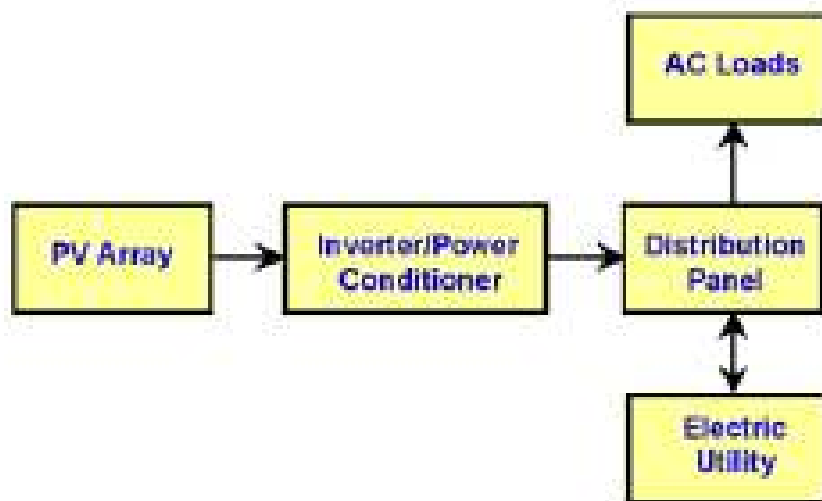 AC Loads
PV Array
Inverter/Power
Conditioner
Distribution
Panel
Electric
Utility